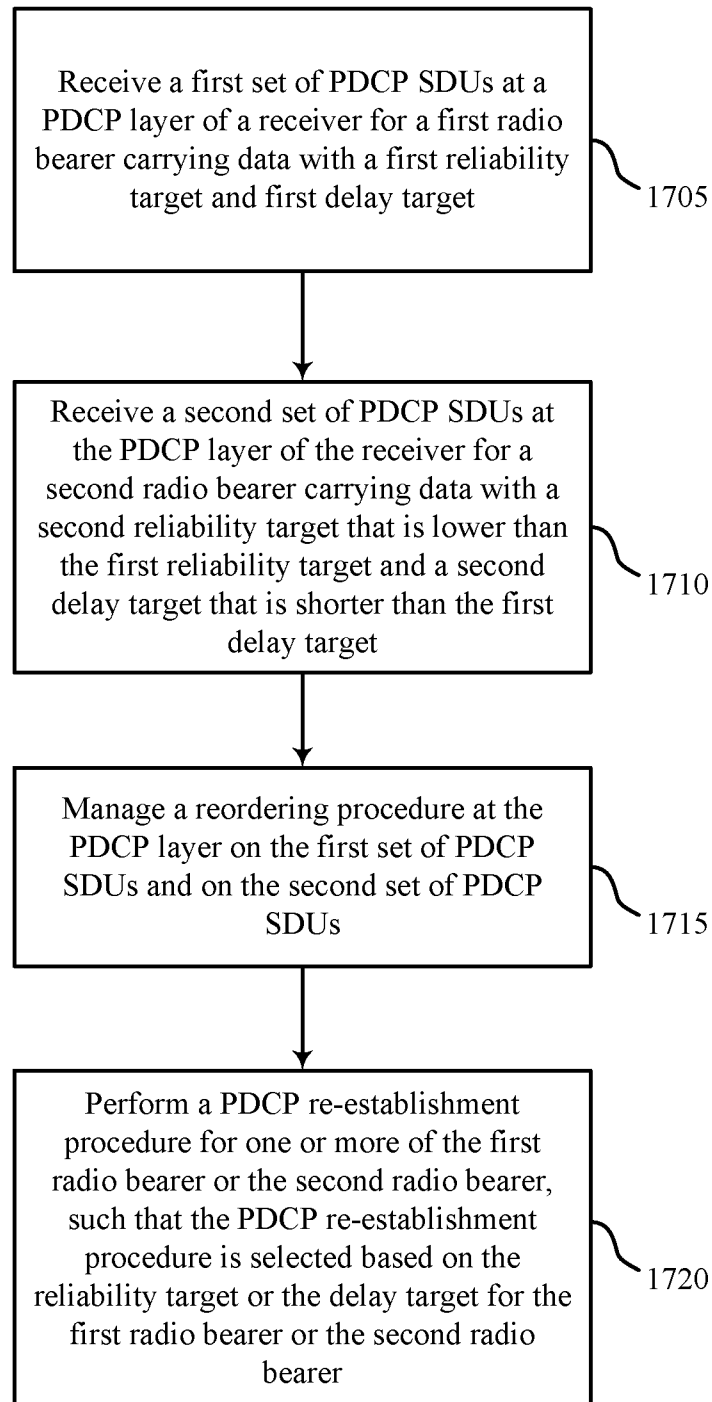 Receive a first set of PDCP SDUs at a
PDCP layer of a receiver for a first radio
bearer carrying data with a first reliability
target and first delay target
1705
Receive a second set of PDCP SDUs at
the PDCP layer of the receiver for a
second radio bearer carrying data with a
second reliability target that is lower than
the first reliability target and a second
delay target that is shorter than the first
delay target
1710
Manage a reordering procedure at the
PDCP layer on the first set of PDCP
SDUs and on the second set of PDCP
SDUs
1715
Perform a PDCP re-establishment
procedure for one or more of the first
radio bearer or the second radio bearer,
such that the PDCP re-establishment
procedure is selected based on the
reliability target or the delay target for the
first radio bearer or the second radio
bearer
1720